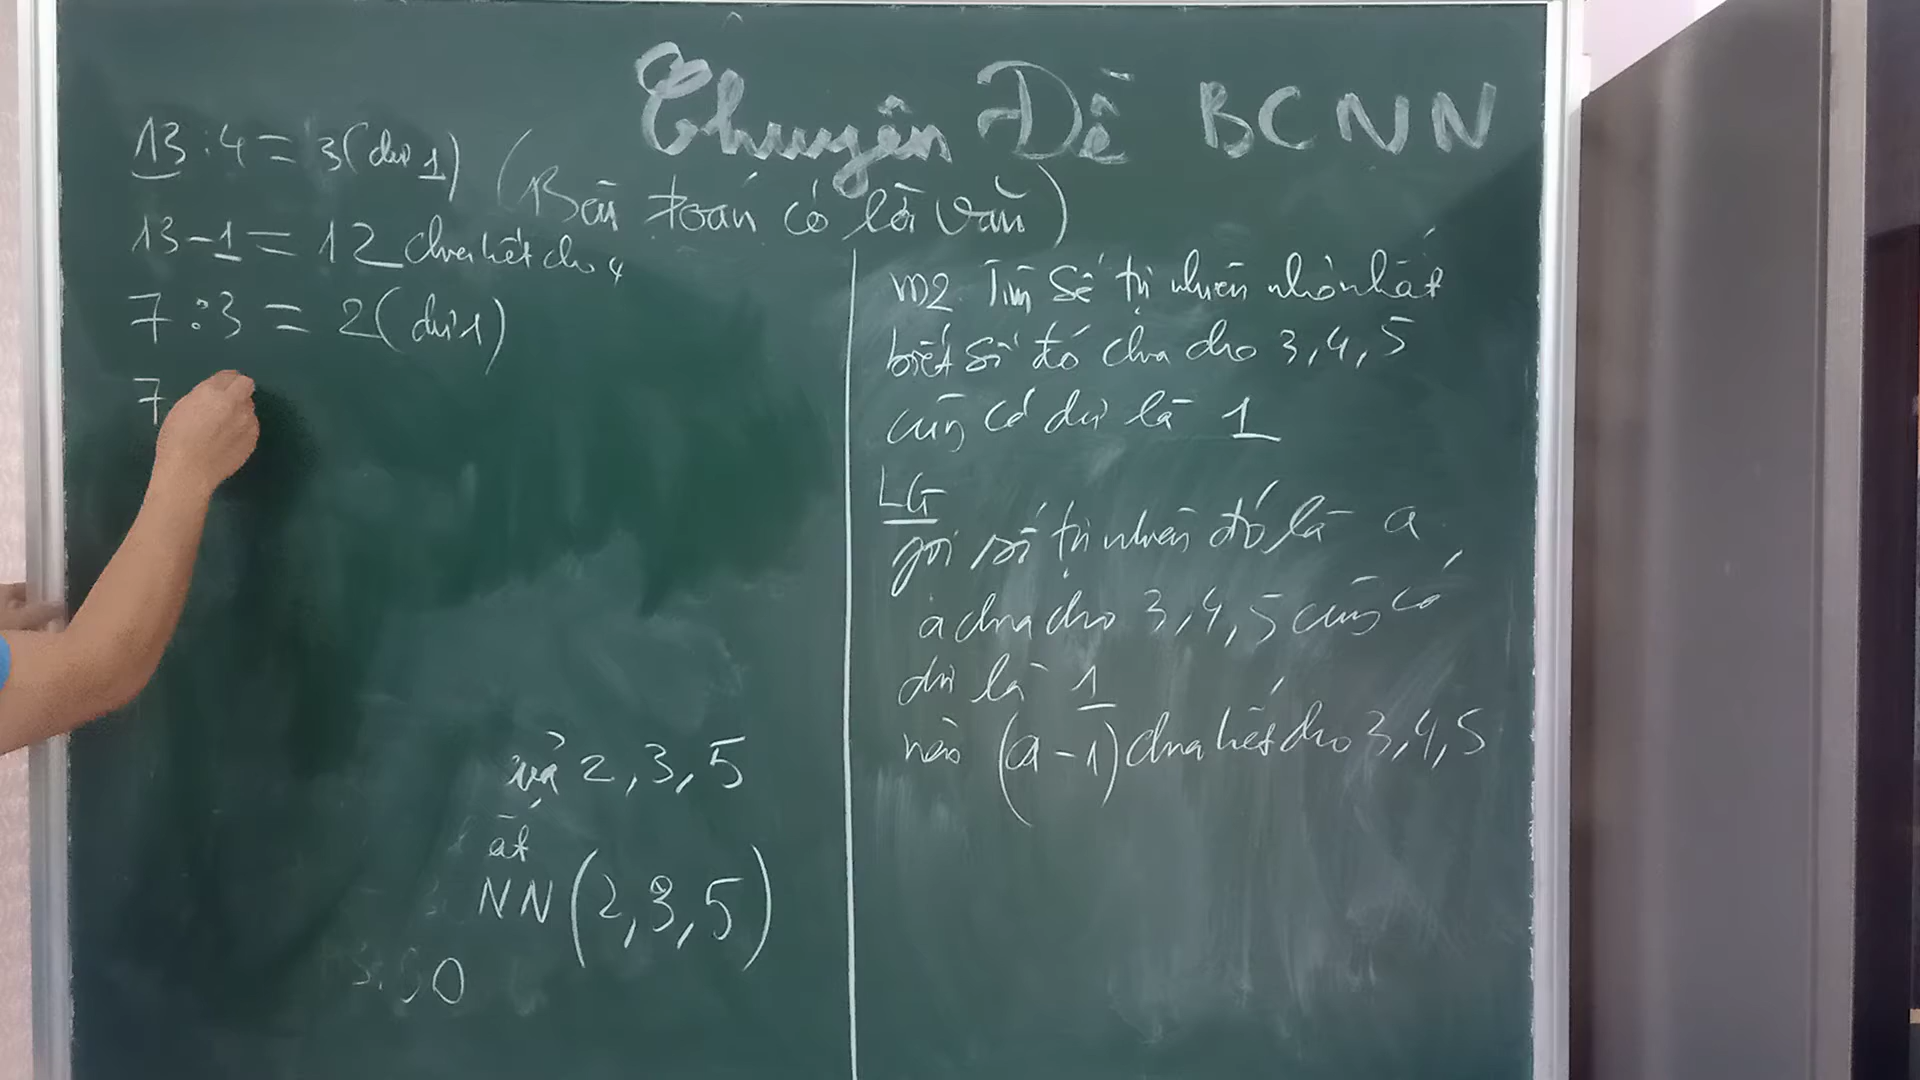 Chuyên Đề BCNN
(Bài toán có lời văn)
13 : 4 = 3 (dư 1)
13 - 1 = 12 chia hết cho 4
7 : 3 = 2 (dư 1)
7
và 2, 3, 5
ất
NN (2, 3, 5)
0
VD2. Tìm số tự nhiên nhỏ nhất
biết số đó chia cho 3, 4, 5
cùng có dư là 1
LG
gọi số tự nhiên đó là a
a chia cho 3, 4, 5 cùng có
dư là 1
nên (a - 1) chia hết cho 3, 4, 5